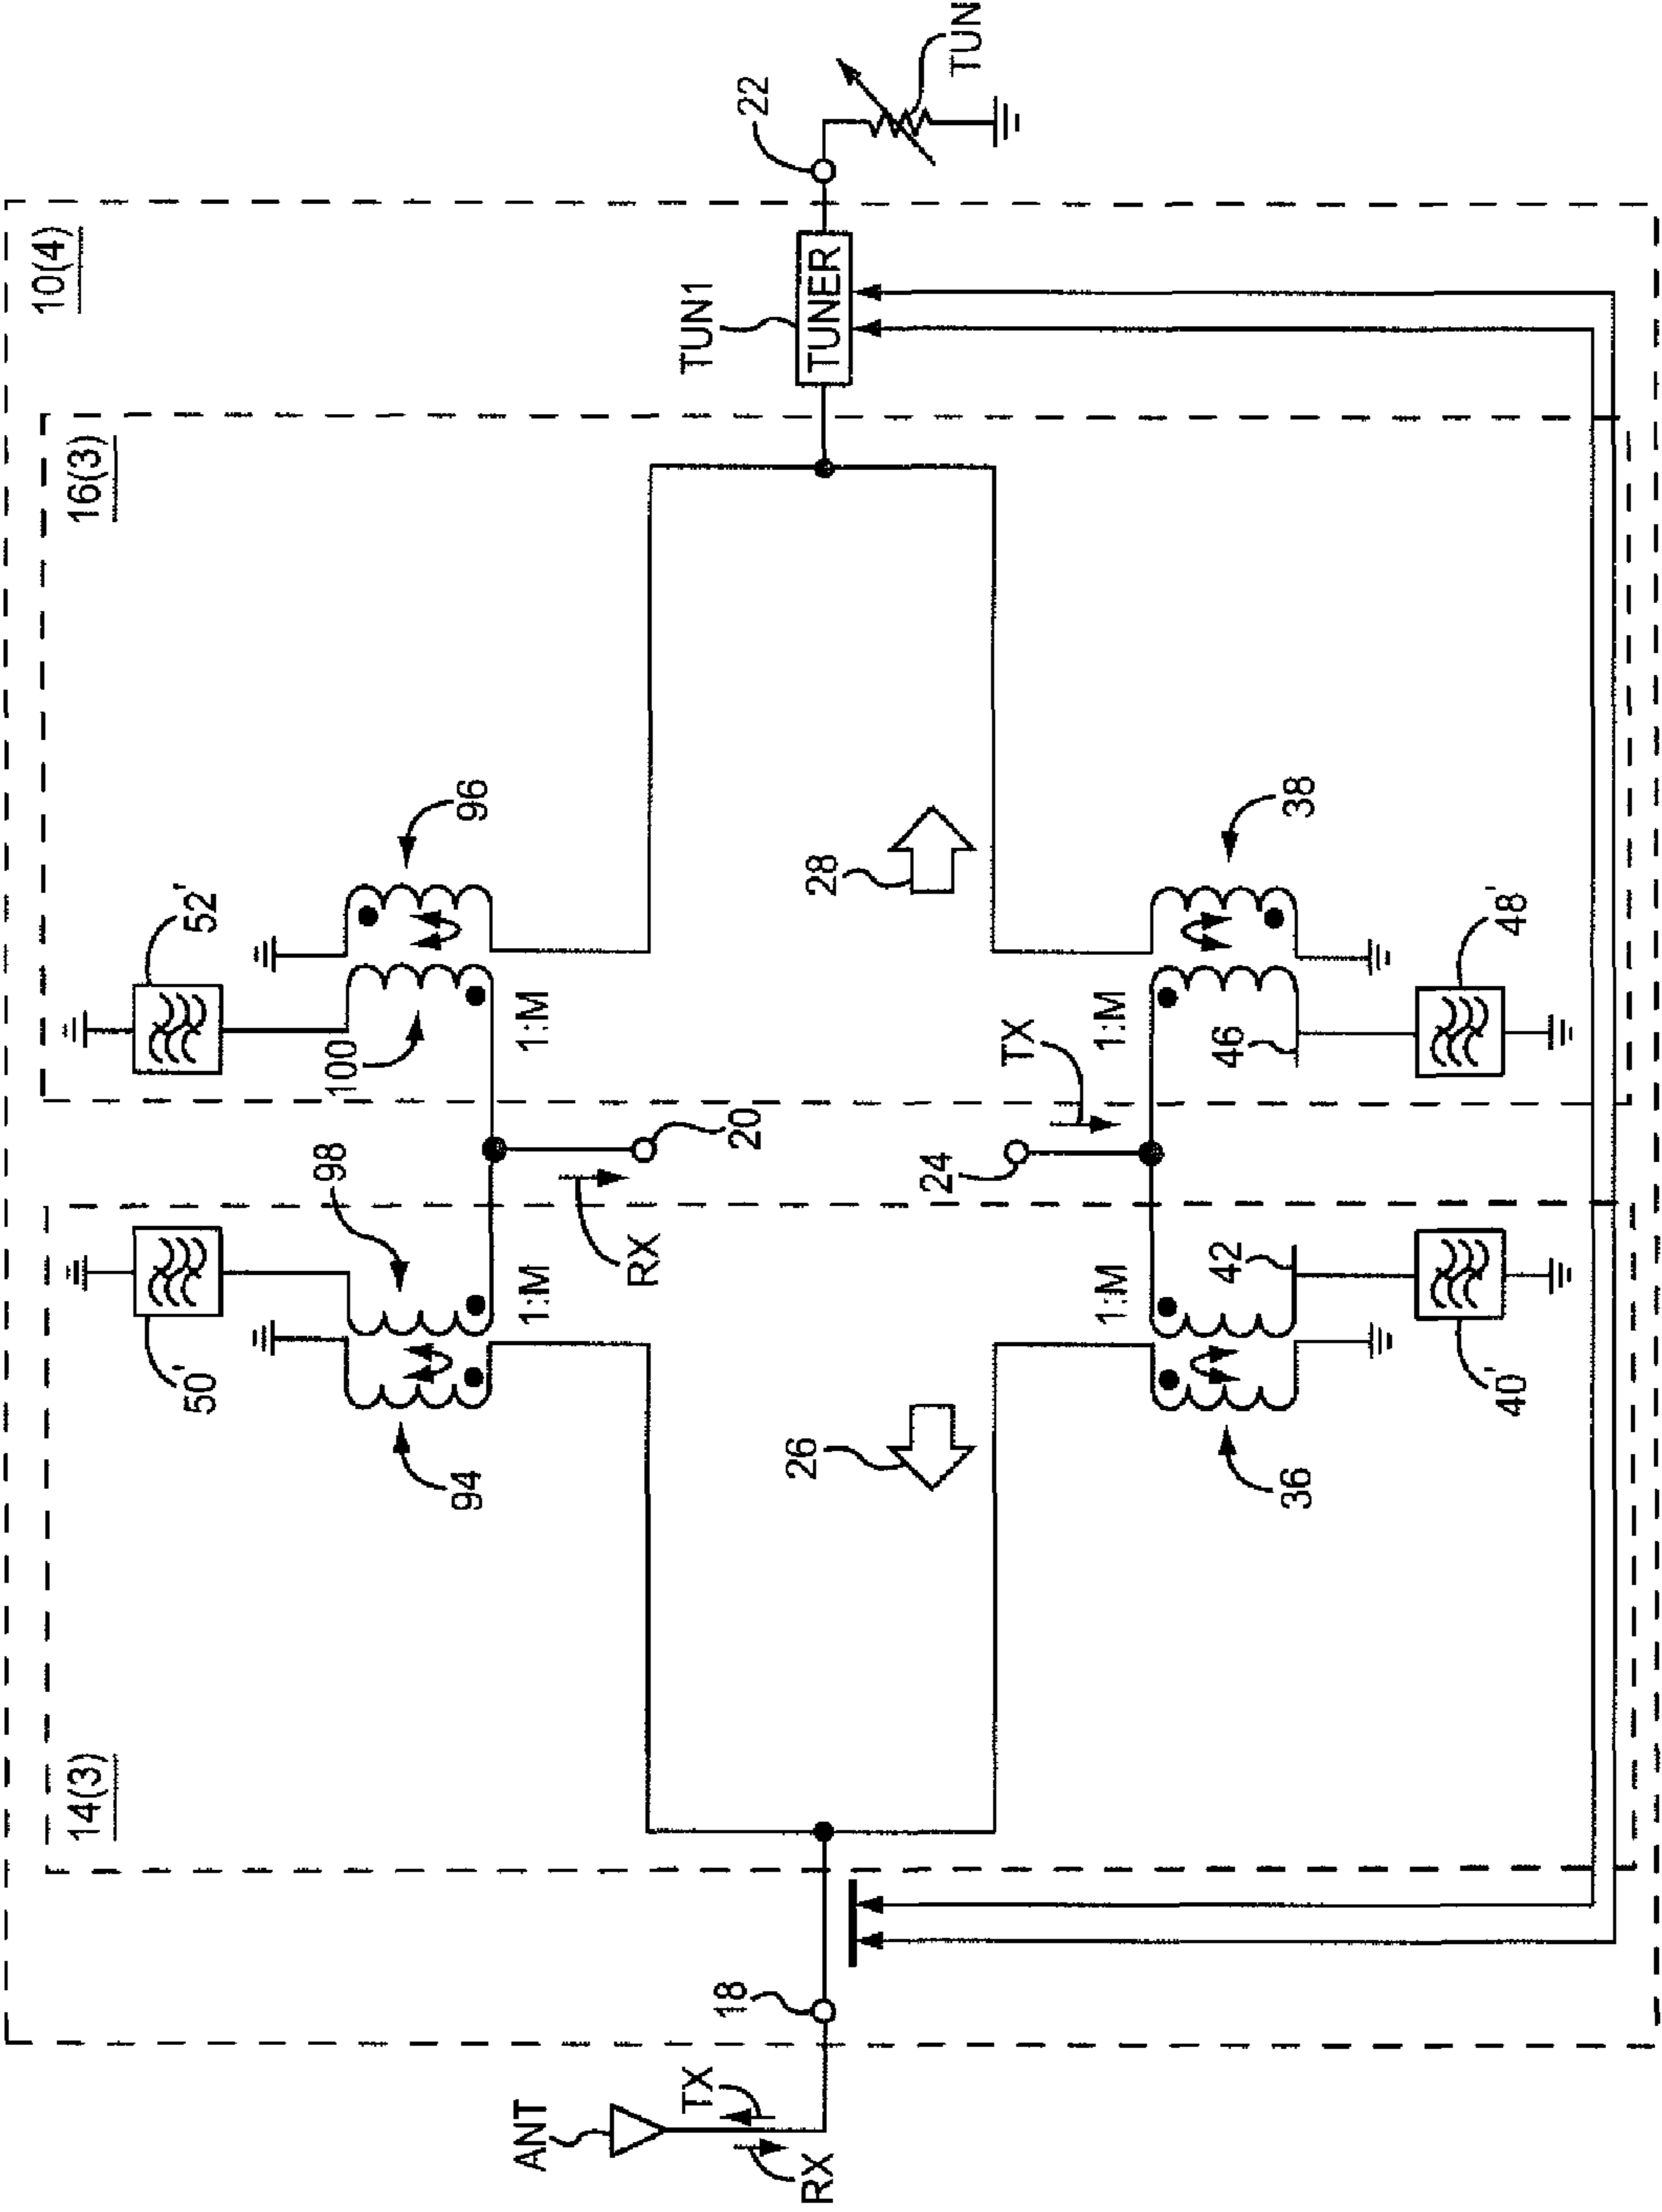 10(4)
16(3)
14(3)
TUN1
TUNER
22
TUN
52'
96
100
1:M
98
50'
94
1:M
20
RX
24
TX
28
26
38
1:M
46
48'
1:M
42
40'
36
18
ANT
TX
RX